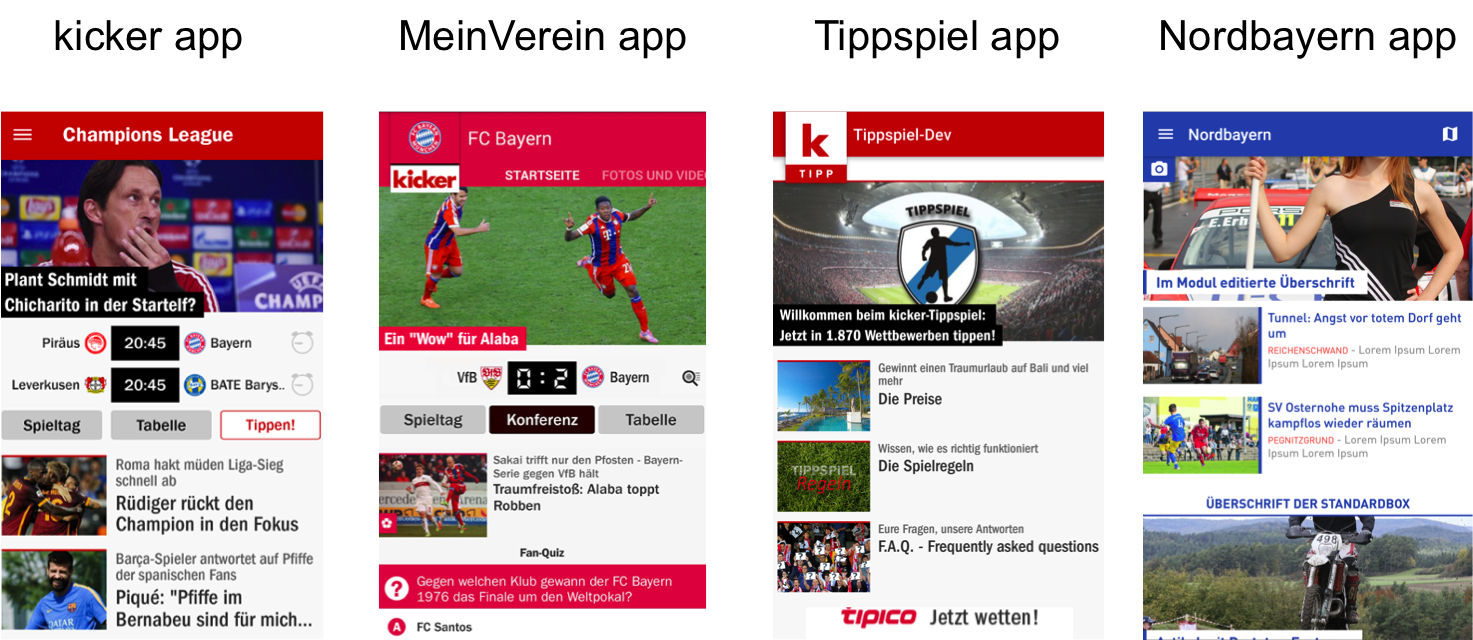 kicker app
MeinVerein app
Tippspiel app
Nordbayern app
Champions League
Plant Schmidt mit
Chicharito in der Startelf?
CHAMP
Piräus 20:45 Bayern
Leverkusen 20:45 BATE Barys..
Spieltag Tabelle Tippen!
Roma hakt müden Liga-Sieg
schnell ab
Rüdiger rückt den
Champion in den Fokus
Barça-Spieler antwortet auf Pfiffe
der spanischen Fans
Piqué: "Pfiffe im
Bernabeu sind für mich...
FC Bayern
kicker
STARTSEITE FOTOS UND VIDE
Ein "Wow" für Alaba
VfB 0:2 Bayern
Spieltag Konferenz Tabelle
Sakai trifft nur den Pfosten - Bayern-
Serie gegen VfB hält
Traumfreistoß: Alaba toppt
Robben
Fan-Quiz
? Gegen welchen Klub gewann der FC Bayern
1976 das Finale um den Weltpokal?
A FC Santos
k
TIPP
Tippspiel-Dev
TIPPSPIEL
Willkommen beim kicker-Tippspiel:
Jetzt in 1.870 Wettbewerben tippen!
Gewinnt einen Traumurlaub auf Bali und viel
mehr
Die Preise
Wissen, wie es richtig funktioniert
Die Spielregeln
TIPPSPIEL
Regeln
Eure Fragen, unsere Antworten
F.A.Q. - Frequently asked questions
tipico Jetzt wetten!
Nordbayern
E. Erh
Im Modul editierte Überschrift
Tunnel: Angst vor totem Dorf geht
um
REICHENSCHWAND - Lorem Ipsum Lorem
Ipsum Lorem Ipsum
SV Osternohe muss Spitzenplatz
kampflos wieder räumen
PEGNITZGRUND - Lorem Ipsum Lorem
Ipsum Lorem Ipsum
ÜBERSCHRIFT DER STANDARDBOX
498